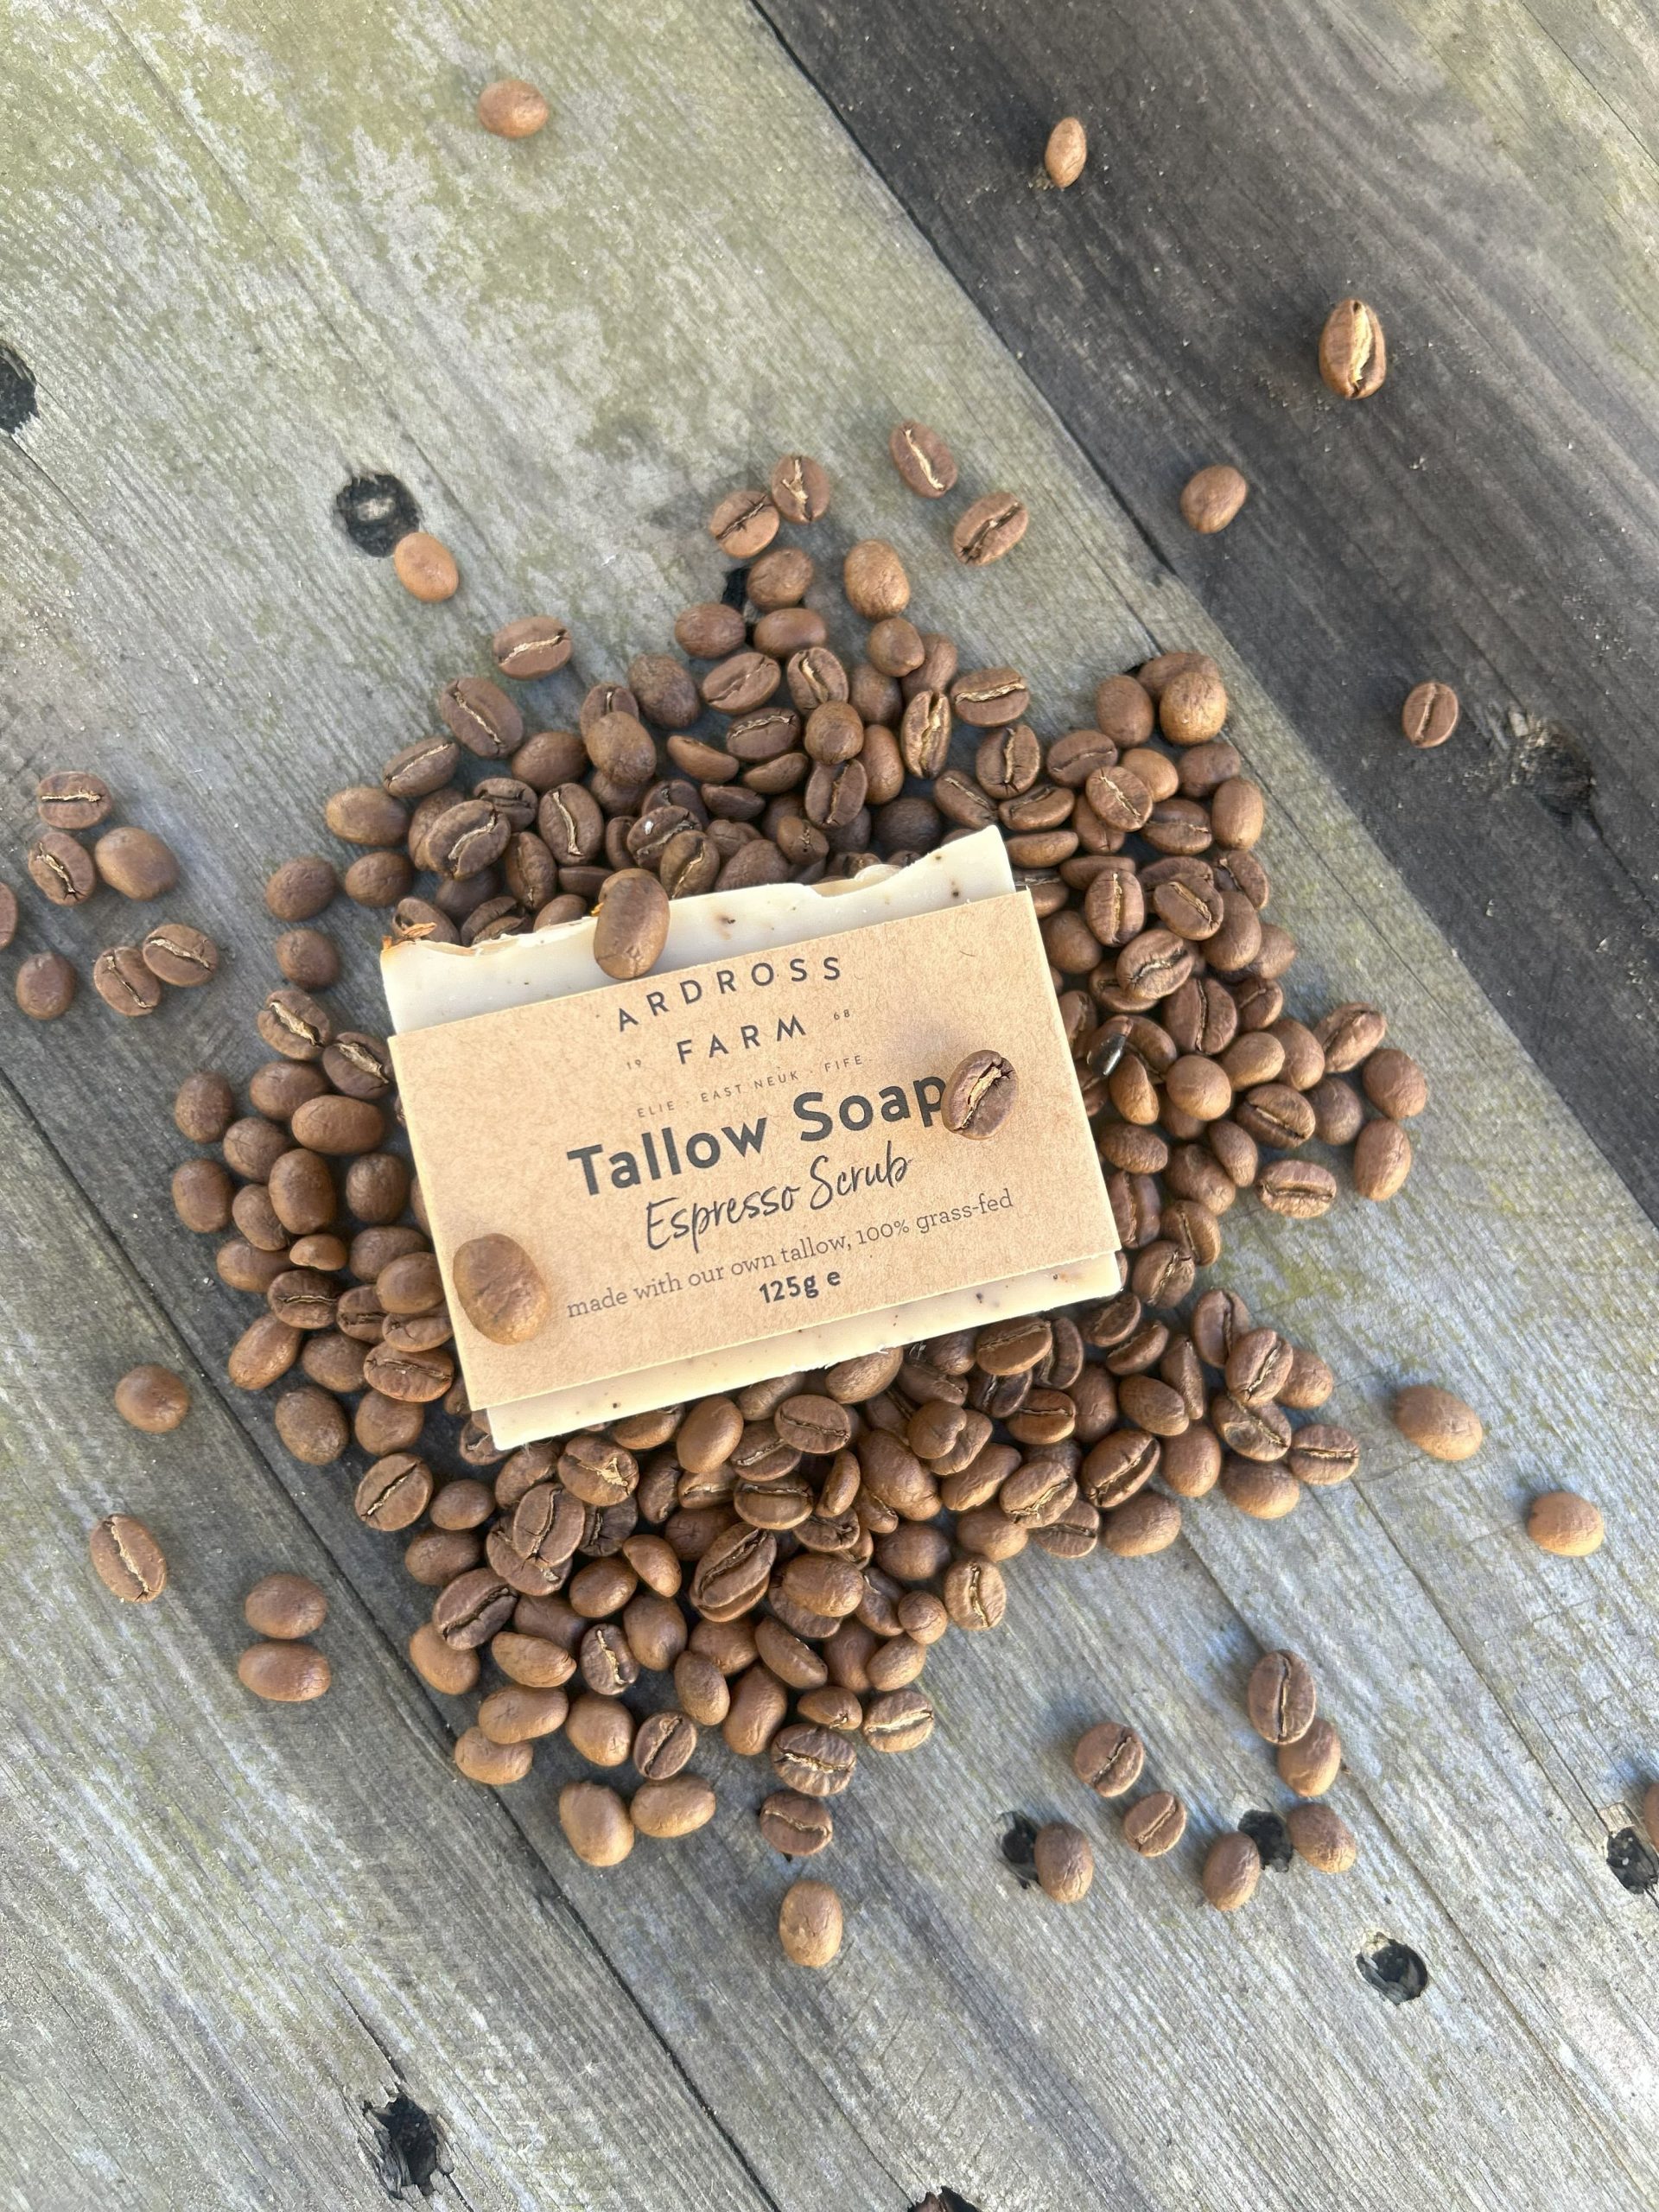 ARDROSS
FARM
19 68
ELIE · EAST NEUK · FIFE
Tallow Soap
Espresso Scrub
made with our own tallow, 100% grass-fed
125g e